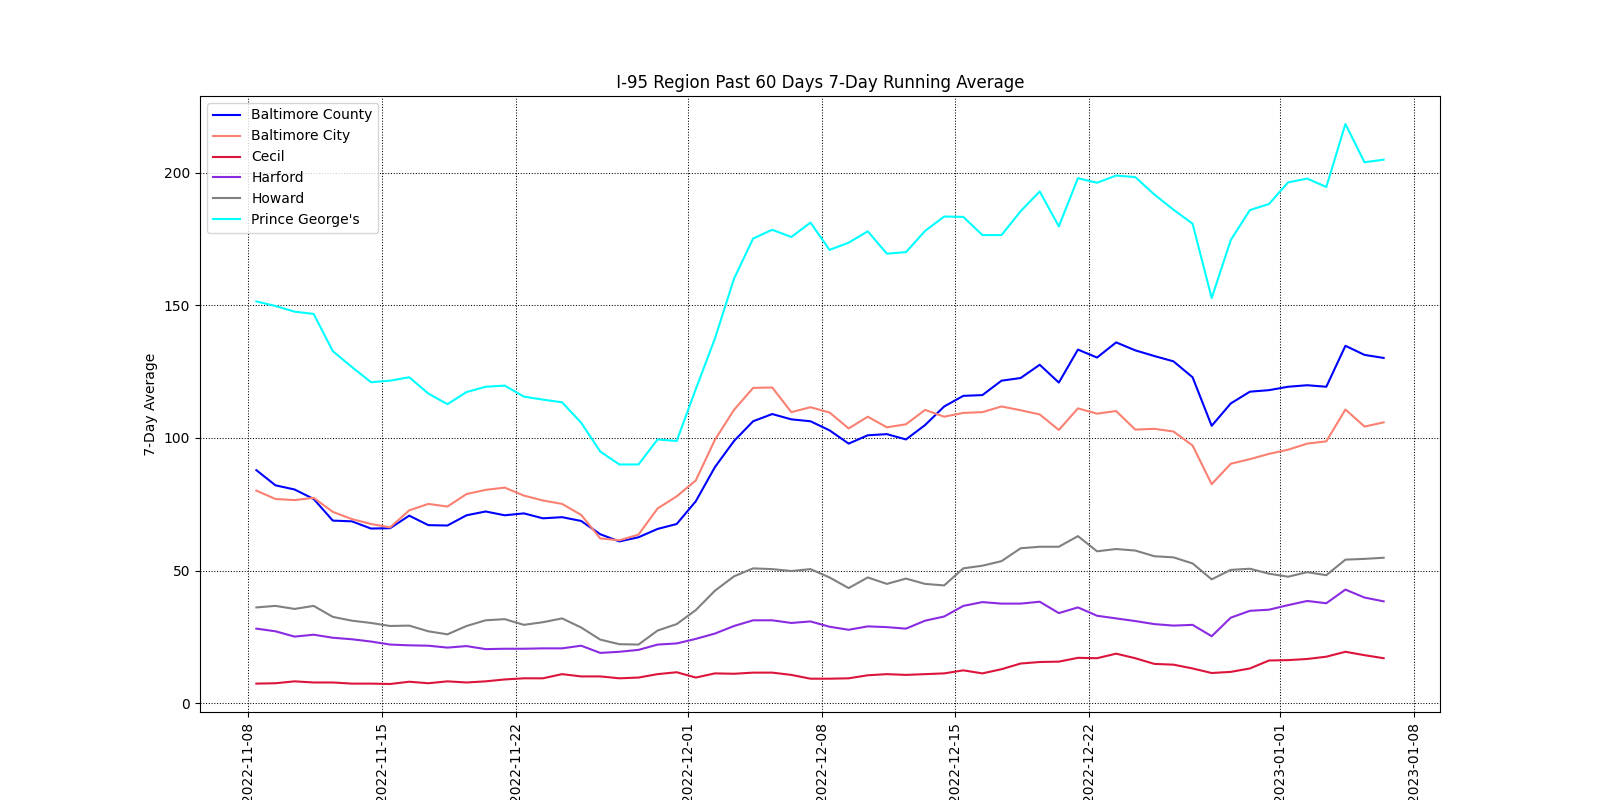 I-95 Region Past 60 Days 7-Day Running Average
Baltimore County
Baltimore City
Cecil
Harford
Howard
Prince George's
7-Day Average
200
150
100
50
0
2022-11-08
2022-11-15
2022-11-22
2022-12-01
2022-12-08
2022-12-15
2022-12-22
2023-01-01
2023-01-08